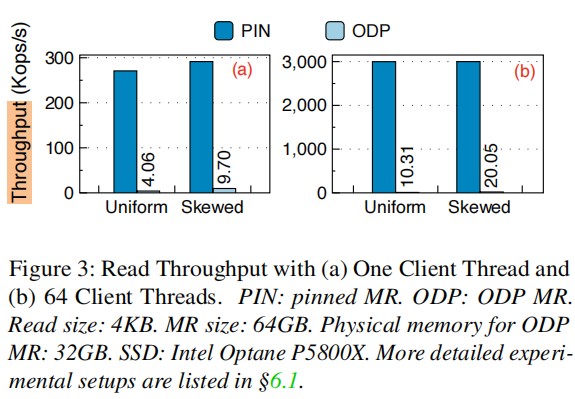 PIN ODP
Throughput (Kops/s)
300
200
100
0
(a)
4.06
9.70
Uniform Skewed
3,000
2,000
1,000
0
(b)
10.31
20.05
Uniform Skewed
Figure 3: Read Throughput with (a) One Client Thread and
(b) 64 Client Threads. PIN: pinned MR. ODP: ODP MR.
Read size: 4KB. MR size: 64GB. Physical memory for ODP
MR: 32GB. SSD: Intel Optane P5800X. More detailed experi-
mental setups are listed in §6.1.